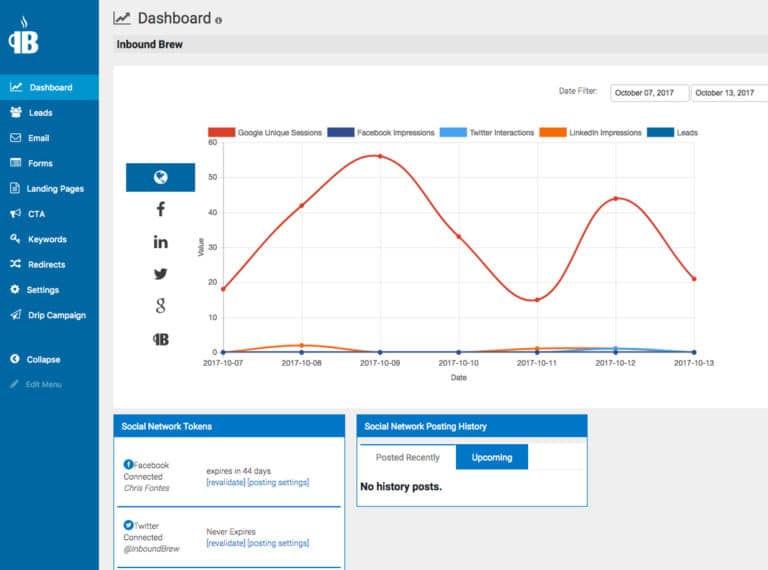 Dashboard
Inbound Brew
Date Filter:
October 07, 2017
October 13, 2017
Dashboard
Leads
Email
Forms
Landing Pages
CTA
Keywords
Redirects
Settings
Drip Campaign
Collapse
Edit Menu
Google Unique Sessions
Facebook Impressions
Twitter Interactions
LinkedIn Impressions
Leads
60
50
40
30
20
10
0
Value
2017-10-07
2017-10-08
2017-10-09
2017-10-10
2017-10-11
2017-10-12
2017-10-13
Date
Social Network Tokens
Facebook
Connected
Chris Fontes
expires in 44 days
[revalidate] [posting settings]
Twitter
Connected
@InboundBrew
Never Expires
[revalidate] [posting settings]
Social Network Posting History
Posted Recently
Upcoming
No history posts.